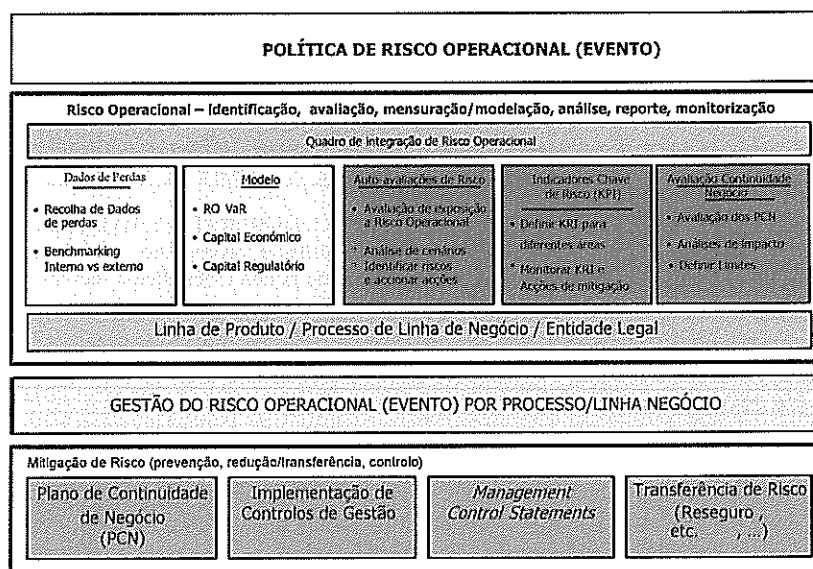 POLÍTICA DE RISCO OPERACIONAL (EVENTO)
Risco Operacional – identificação, avaliação, mensuração/modelação, análise, reporte, monitorização
Quadro de Integração de Risco Operacional
Dados de Perdas
• Recolha de Dados
de perdas
• Benchmarking
Interno vs externo
Modelo
• RO VaR
• Capital Económico
• Capital Regulatório
Auto-avaliações de Risco
• Avaliação de exposição
a Risco Operacional
• Análise de cenários
• Identificar riscos
e accionar acções
Indicadores Chave
de Risco (KPI)
• Definir KRI para
diferentes áreas
• Monitorar KRI e
Acções de mitigação
Avaliação Continuidade
Negócio
• Avaliação dos PCN
• Análises de impacto
• Definir Limites
Linha de Produto / Processo de Linha de Negócio / Entidade Legal
GESTÃO DO RISCO OPERACIONAL (EVENTO) POR PROCESSO/LINHA NEGÓCIO
Mitigação de Risco (prevenção, redução/transferência, controlo)
Plano de Continuidade
de Negócio
(PCN)
Implementação de
Controlos de Gestão
Management
Control Statements
Transferência de Risco
(Reseguro ,
etc. , ...)